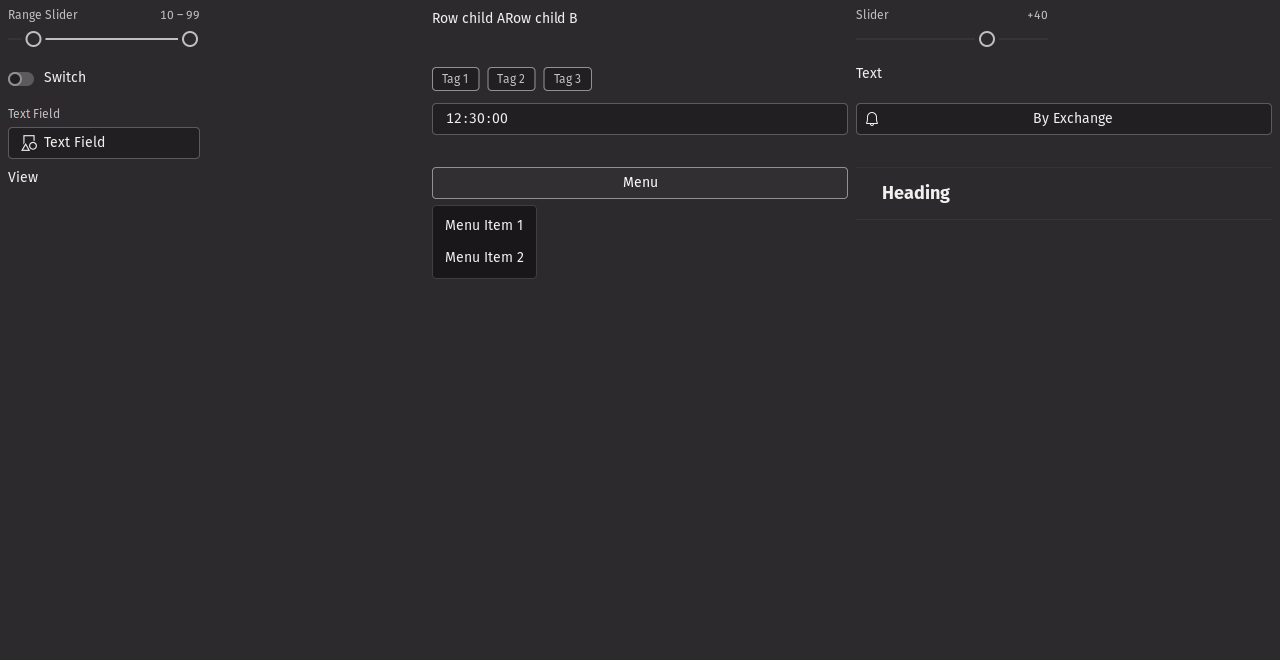 Range Slider 10 – 99
Switch
Text Field
Text Field
View
Row child ARow child B
Tag 1 Tag 2 Tag 3
12:30:00
Menu
Menu Item 1
Menu Item 2
Slider +40
Text
By Exchange
Heading